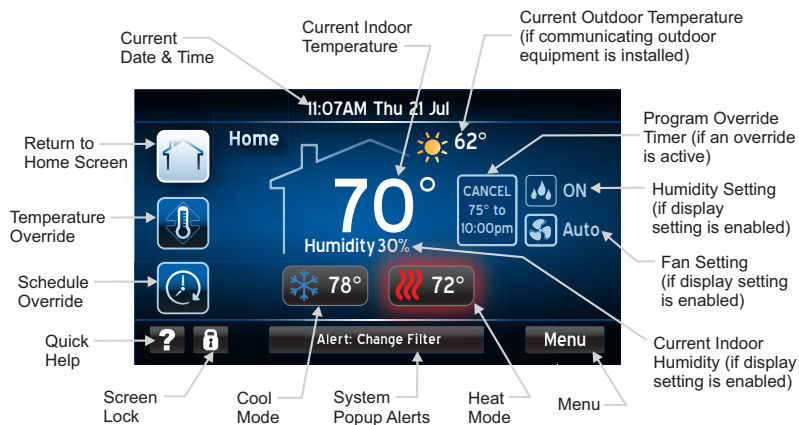 Current Outdoor Temperature
(if communicating outdoor
equipment is installed)
Current Indoor
Temperature
Current
Date & Time
11:07AM Thu 21 Jul
Return to
Home Screen
Home
62°
Program Override
Timer (if an override
is active)
70°
CANCEL
75° to
10:00pm
ON
Humidity Setting
(if display
setting is enabled)
Temperature
Override
Auto
Humidity 30%
Fan Setting
(if display setting
is enabled)
Schedule
Override
78°
72°
Quick
Help
?
Alert: Change Filter
Menu
Current Indoor
Humidity (if display
setting is enabled)
Screen
Lock
Cool
Mode
System
Popup Alerts
Heat
Mode
Menu